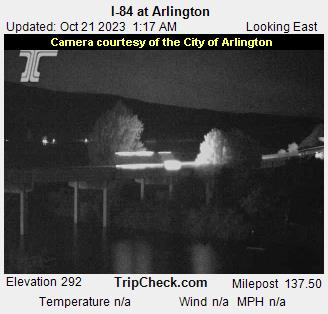 I-84 at Arlington
Updated: Oct 21 2023 1:17 AM Looking East
Camera courtesy of the City of Arlington
Elevation 292 TripCheck.com Milepost 137.50
Temperature n/a Wind n/a MPH n/a